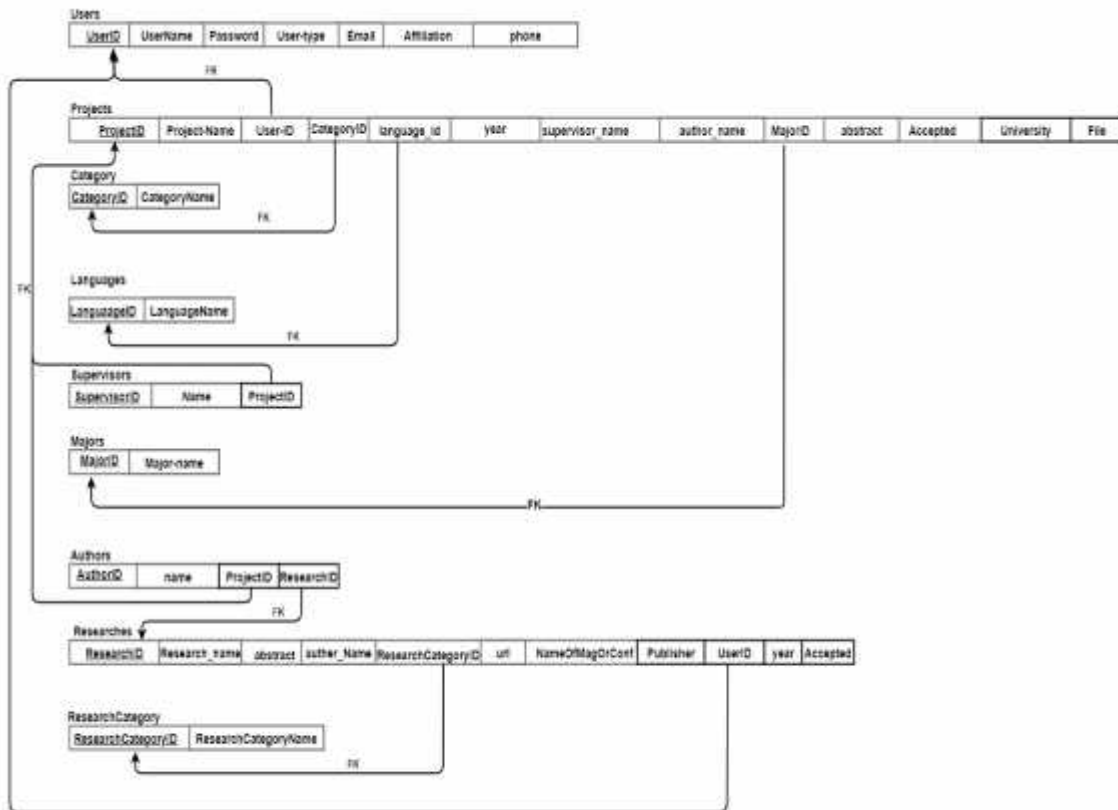 Users
UserID UserName Password User-type Email Affiliation phone
FK
Projects
ProjectID Project-Name User-ID CategoryID language_id year supervisor_name author_name MajorID abstract Accepted University File
Category
CategoryID CategoryName
FK
Languages
FK
LanguageID LanguageName
FK
Supervisors
SupervisorID Name ProjectID
Majors
MajorID Major-name
FK
Authors
AuthorID name ProjectID ResearchID
FK
Researches
ResearchID Research_name abstract auther_Name ResearchCategoryID url NameOfMagOrConf Publisher UserID year Accepted
ResearchCategory
ResearchCategoryID ResearchCategoryName
FK